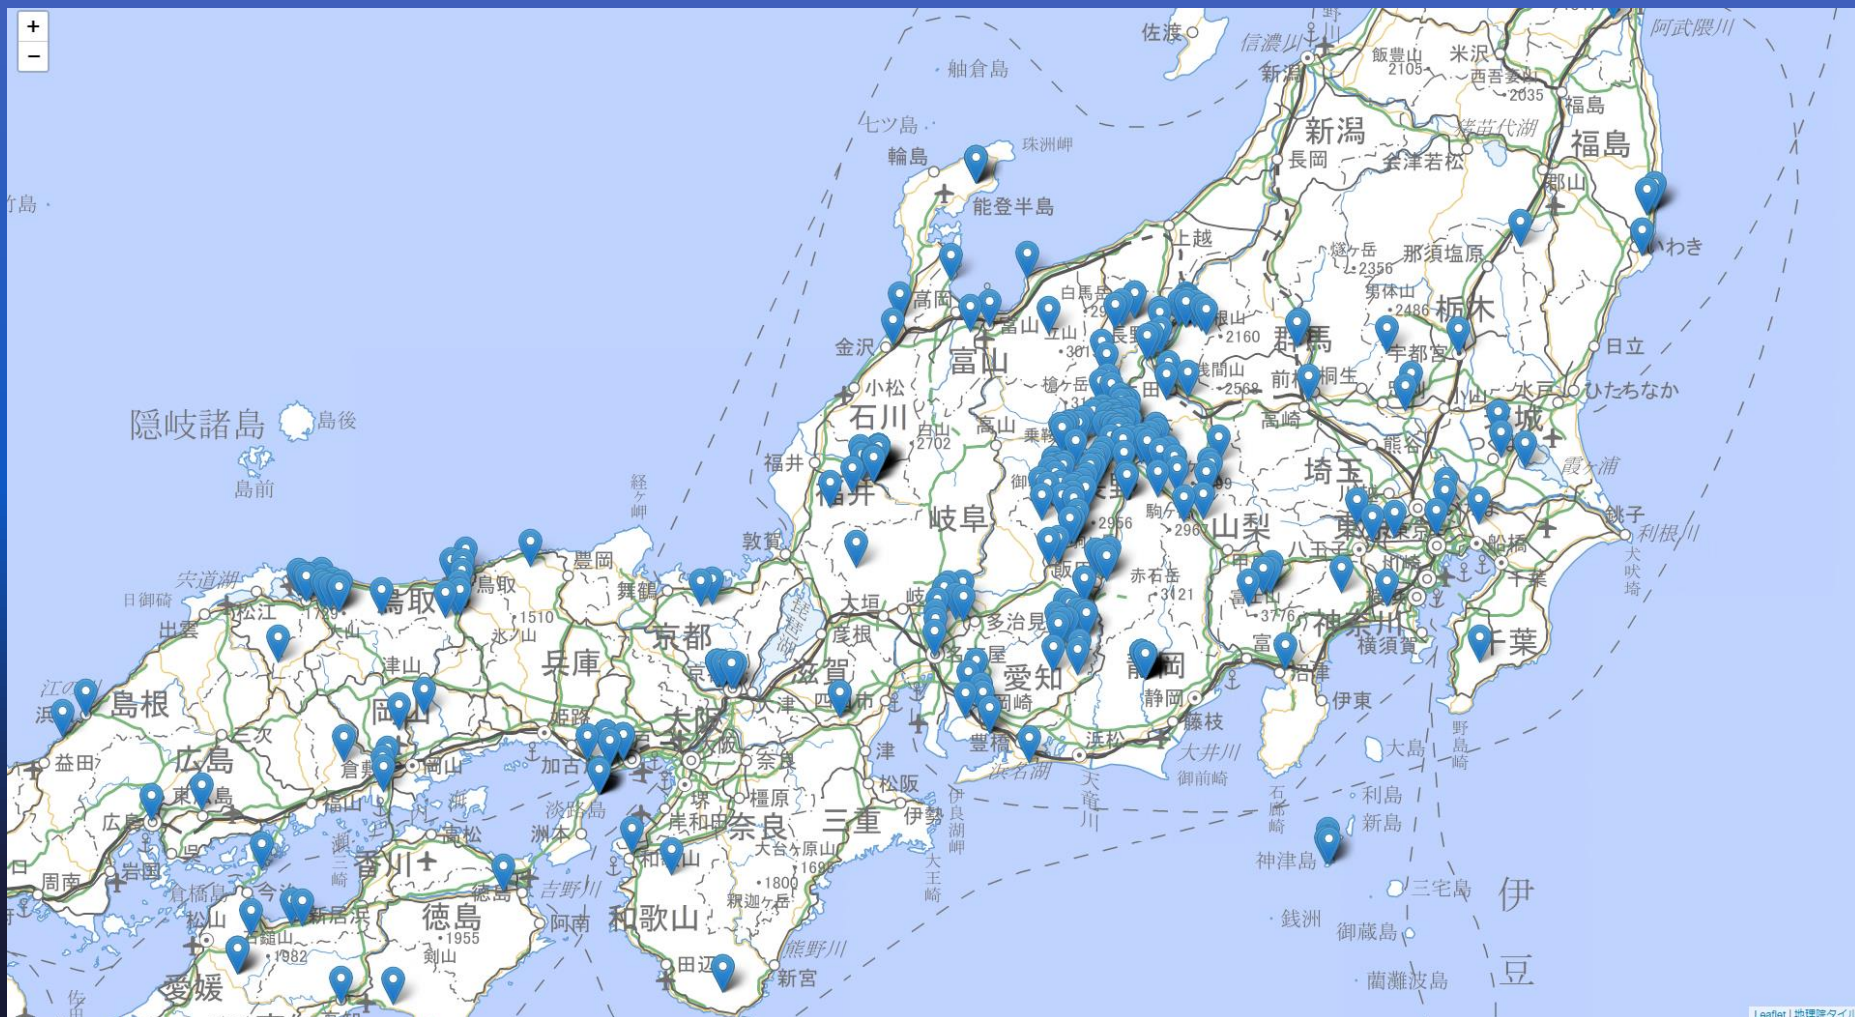 +
−
佐渡
信濃川
阿武隈川
飯豊山
2105
米沢
新潟
2035
舳倉島
福島
七ツ島
新潟
猪苗代湖
福島
輪島
珠洲岬
長岡
会津若松
郡山
能登半島
上越
燧ヶ岳
2356
那須塩原
いわき
高岡
白馬岳
男体山
2486
栃木
富山
立山
2160
群馬
金沢
富山
長野
宇都宮
日立
小松
槍ヶ岳
浅間山
2568
桐生
小山
水戸
ひたちなか
隠岐諸島
島後
石川
白山
2702
高山
高崎
熊谷
福井
霞ヶ浦
島前
経ヶ岬
埼玉
福井
岐阜
駒ヶ
2956
2967
山梨
銚子
利根川
敦賀
八王子
船橋
犬吠埼
宍道湖
豊岡
舞鶴
鳥取
飯田
赤石岳
3121
川崎
千葉
日御碕
松江
鳥取
1729
大山
1510
氷ノ山
琵琶湖
大垣
多治見
富士山
3776
神奈川
出雲
京都
彦根
横須賀
千葉
津山
兵庫
滋賀
名古屋
愛知
静岡
沼津
江の川
島根
岡山
大津
四日市
岡崎
静岡
伊東
三次
姫路
大阪
藤枝
野島崎
広島
益田
倉敷
岡山
加古川
大阪
奈良
津
豊橋
浜松
浜名湖
大井川
御前崎
大島
東広島
福山
淡路島
堺
橿原
松阪
天竜川
石廊崎
利島
広島
呉
高松
洲本
岸和田
奈良
三重
伊勢
伊良湖岬
新島
岩国
香川
和歌山
大台ヶ原山
1695
大王崎
神津島
周南
倉橋島
今治
徳島
吉野川
1800
釈迦ヶ岳
三宅島
松山
新居浜
徳島
阿南
和歌山
銭洲
御蔵島
伊豆
石鎚山
1982
1955
剣山
熊野川
田辺
新宮
愛媛
藺灘波島
Leaflet | 地理院タイル